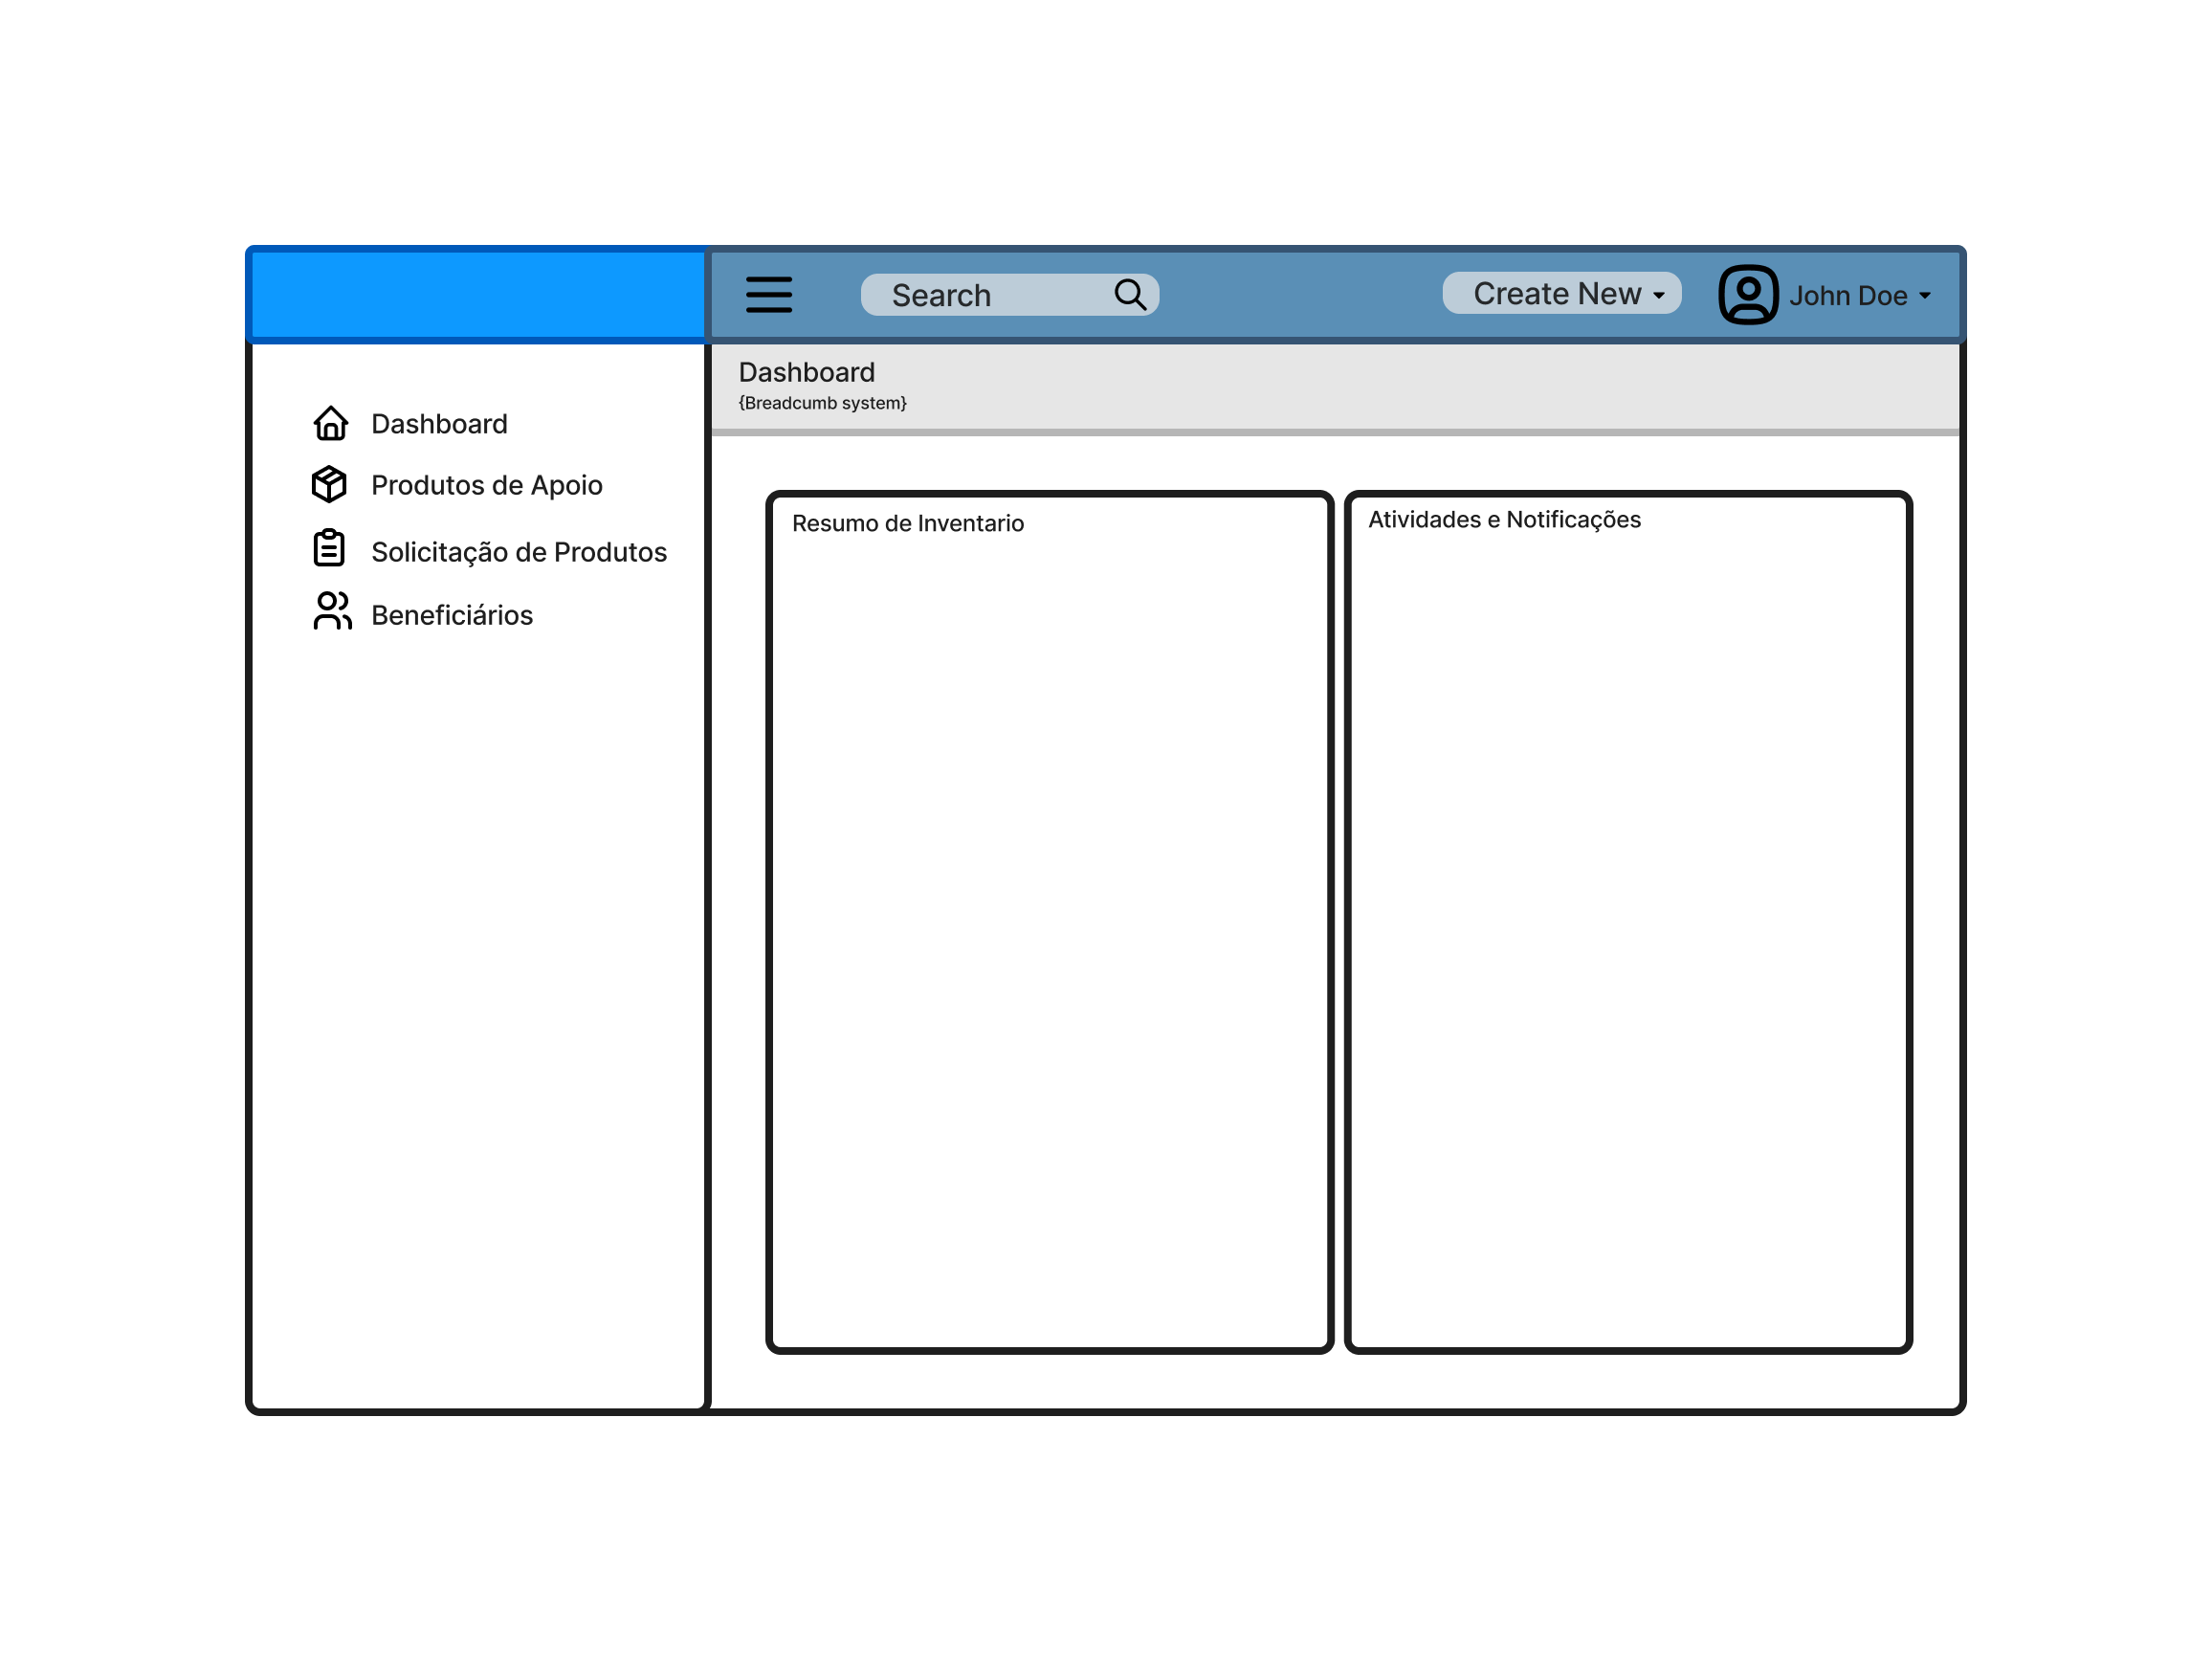 Search
Create New
John Doe
Dashboard
{Breadcumb system}
Dashboard
Produtos de Apoio
Solicitação de Produtos
Beneficiários
Resumo de Inventario
Atividades e Notificações